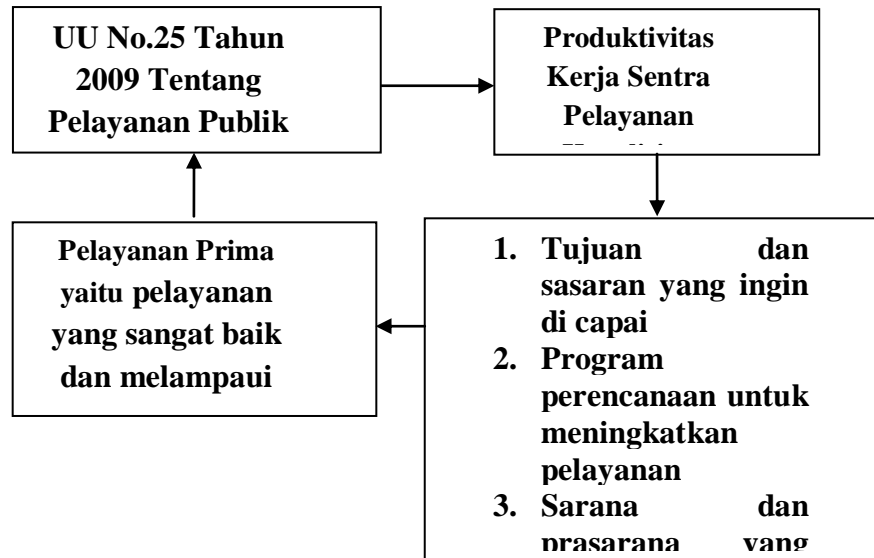 UU No.25 Tahun
2009 Tentang
Pelayanan Publik
Produktivitas
Kerja Sentra
Pelayanan
1. Tujuan dan
sasaran yang ingin
di capai
2. Program
perencanaan untuk
meningkatkan
pelayanan
3. Sarana dan
prasarana yang
Pelayanan Prima
yaitu pelayanan
yang sangat baik
dan melampaui